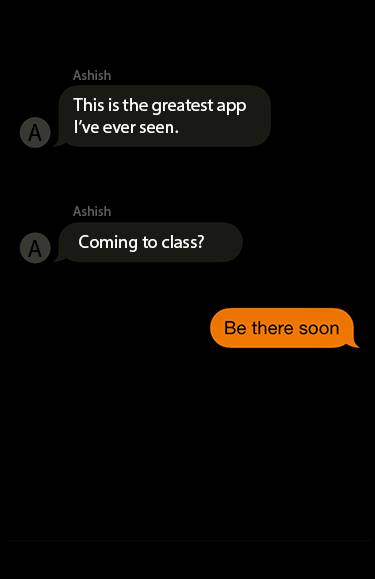 Ashish
This is the greatest app
I've ever seen.
A
Ashish
Coming to class?
A
Be there soon